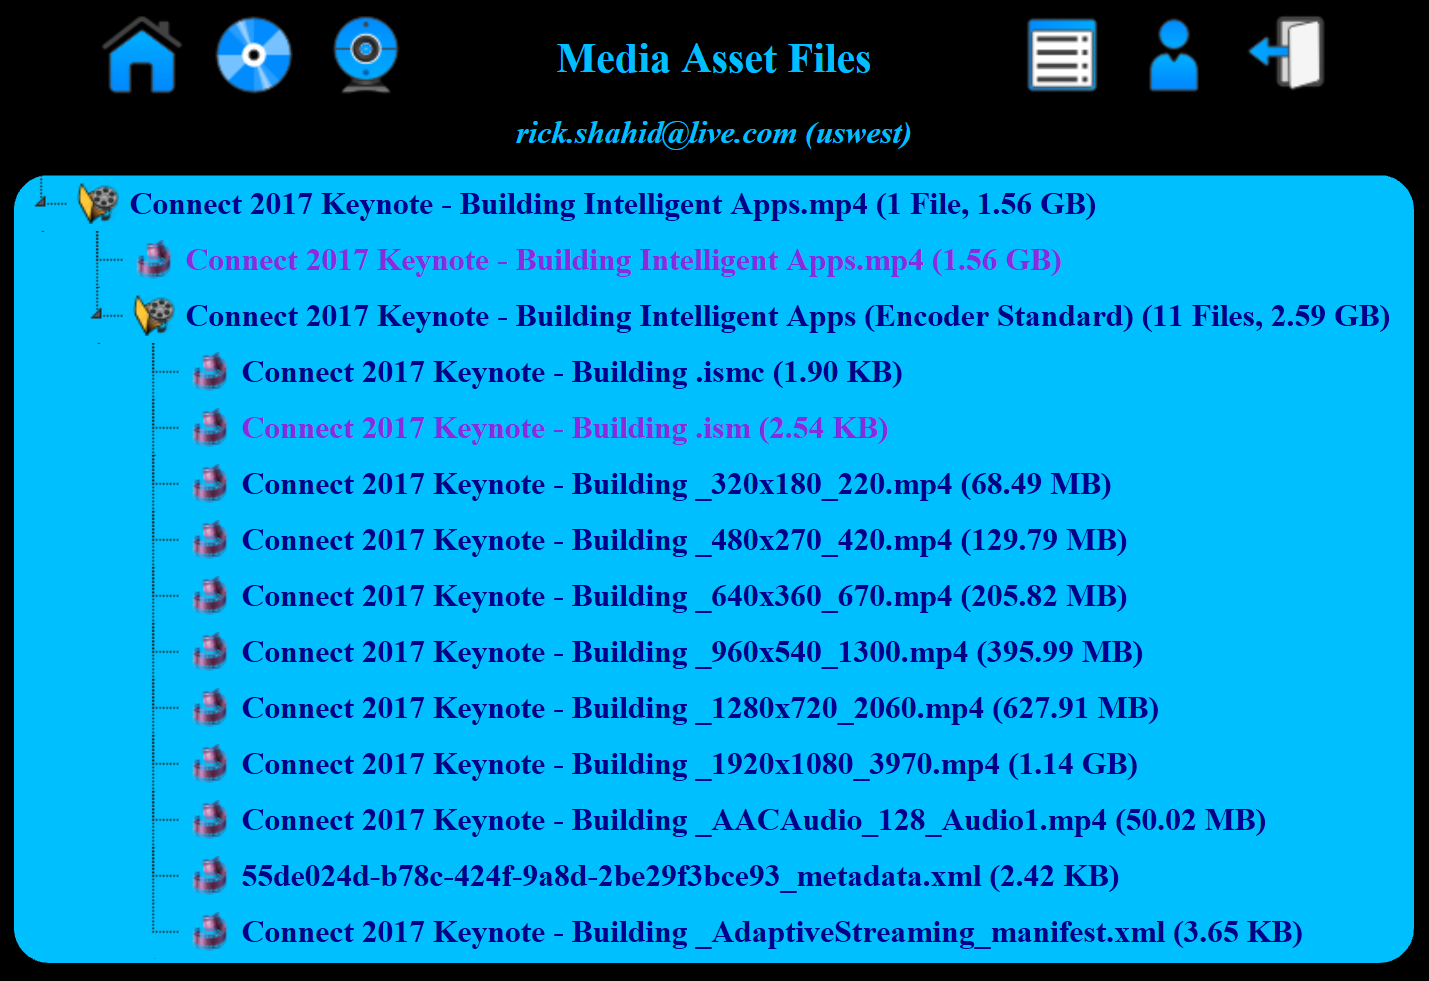 Media Asset Files
rick.shahid@live.com (uswest)
Connect 2017 Keynote - Building Intelligent Apps.mp4 (1 File, 1.56 GB)
Connect 2017 Keynote - Building Intelligent Apps.mp4 (1.56 GB)
Connect 2017 Keynote - Building Intelligent Apps (Encoder Standard) (11 Files, 2.59 GB)
Connect 2017 Keynote - Building .ismc (1.90 KB)
Connect 2017 Keynote - Building .ism (2.54 KB)
Connect 2017 Keynote - Building _320x180_220.mp4 (68.49 MB)
Connect 2017 Keynote - Building _480x270_420.mp4 (129.79 MB)
Connect 2017 Keynote - Building _640x360_670.mp4 (205.82 MB)
Connect 2017 Keynote - Building _960x540_1300.mp4 (395.99 MB)
Connect 2017 Keynote - Building _1280x720_2060.mp4 (627.91 MB)
Connect 2017 Keynote - Building _1920x1080_3970.mp4 (1.14 GB)
Connect 2017 Keynote - Building _AACAudio_128_Audio1.mp4 (50.02 MB)
55de024d-b78c-424f-9a8d-2be29f3bce93_metadata.xml (2.42 KB)
Connect 2017 Keynote - Building _AdaptiveStreaming_manifest.xml (3.65 KB)